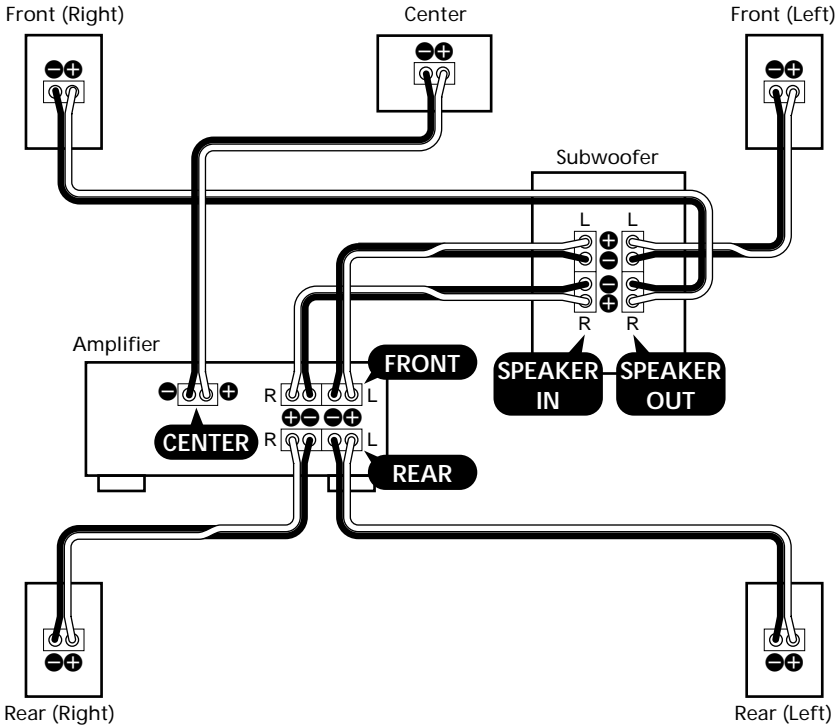 Front (Right)
Center
Front (Left)
Subwoofer
L L
R R
Amplifier
FRONT
SPEAKER
IN
SPEAKER
OUT
R L
CENTER
R L
REAR
Rear (Right)
Rear (Left)